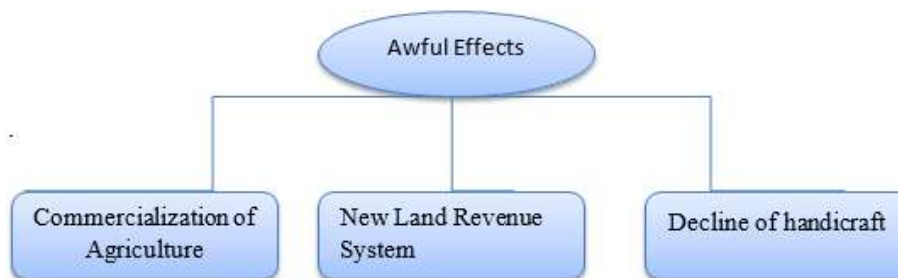 Awful Effects
Commercialization of
Agriculture
New Land Revenue
System
Decline of handicraft